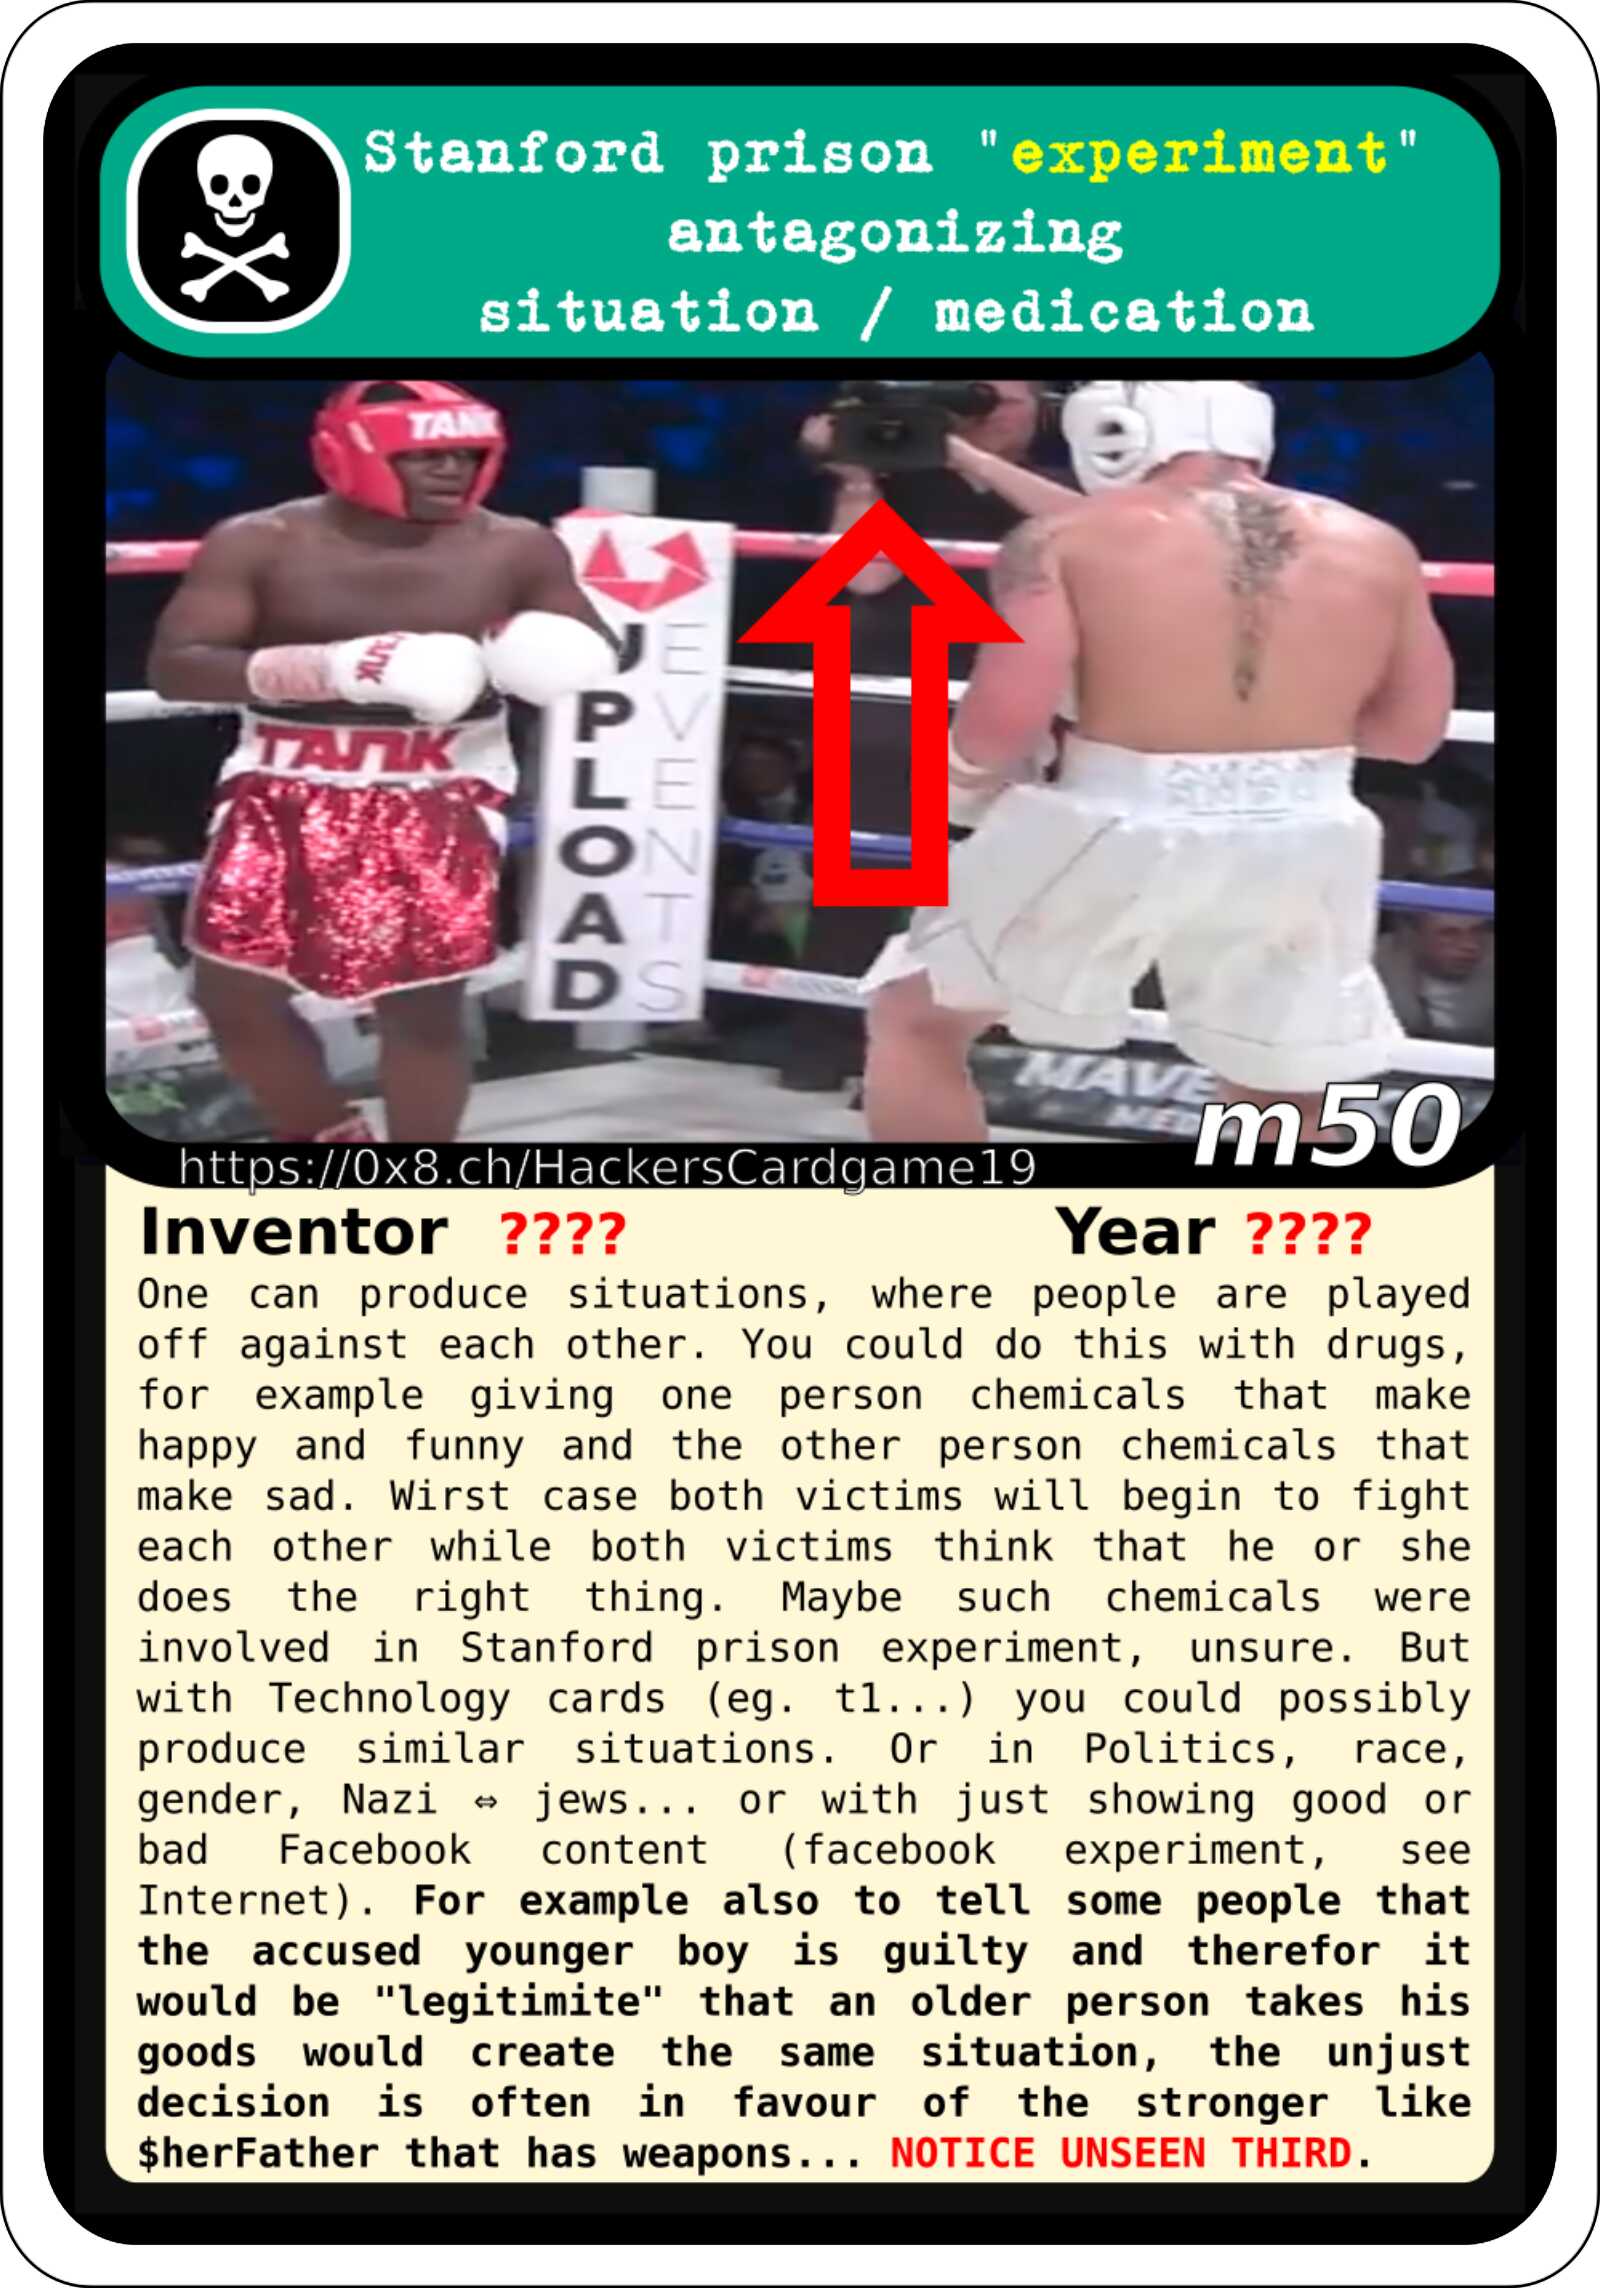 Stanford prison "experiment"
antagonizing
situation / medication
TANK
TANK
TANK
UPLOAD
EVENTS
MAVE
MED
m50
https://0x8.ch/HackersCardgame19
Inventor ???? Year ????
One can produce situations, where people are played
off against each other. You could do this with drugs,
for example giving one person chemicals that make
happy and funny and the other person chemicals that
make sad. Wirst case both victims will begin to fight
each other while both victims think that he or she
does the right thing. Maybe such chemicals were
involved in Stanford prison experiment, unsure. But
with Technology cards (eg. t1...) you could possibly
produce similar situations. Or in Politics, race,
gender, Nazi ⇔ jews... or with just showing good or
bad Facebook content (facebook experiment, see
Internet). For example also to tell some people that
the accused younger boy is guilty and therefor it
would be "legitimite" that an older person takes his
goods would create the same situation, the unjust
decision is often in favour of the stronger like
$herFather that has weapons... NOTICE UNSEEN THIRD.